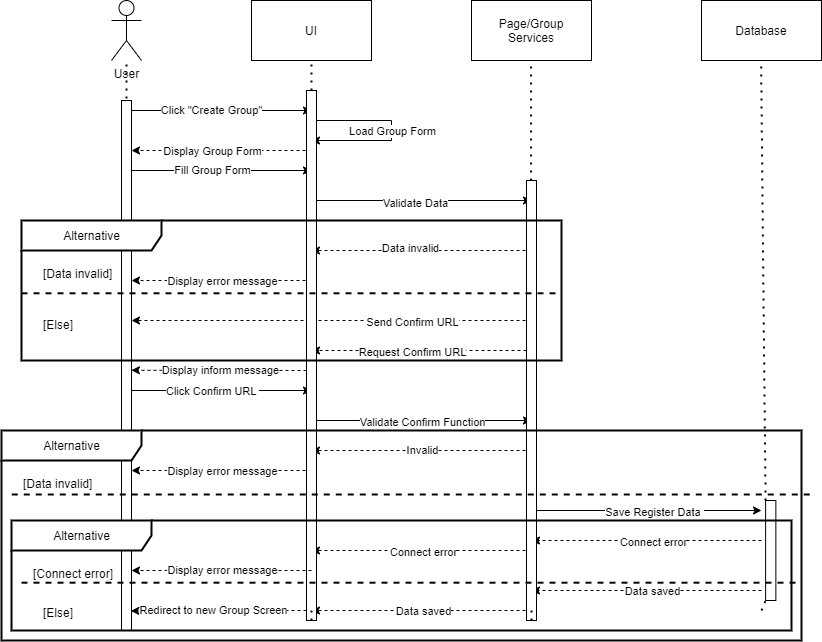 User
UI
Page/Group
Services
Database
Click "Create Group"
Load Group Form
Display Group Form
Fill Group Form
Validate Data
Alternative
Data invalid
[Data invalid]
Display error message
[Else]
Send Confirm URL
Request Confirm URL
Display inform message
Click Confirm URL
Validate Confirm Function
Alternative
Invalid
Display error message
[Data invalid]
Save Register Data
Alternative
Connect error
Connect error
[Connect error]
Display error message
Data saved
[Else]
Redirect to new Group Screen
Data saved